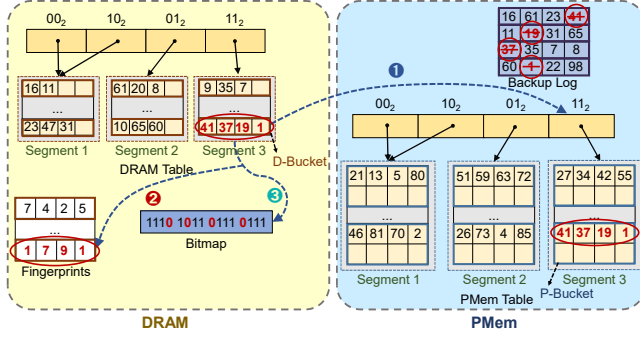 00₂ 10₂ 01₂ 11₂
16 11
...
23 47 31
61 20 8
...
10 65 60
9 35 7
...
41 37 19 1
Segment 1 Segment 2 Segment 3
DRAM Table
D-Bucket
7 4 2 5
...
1 7 9 1
Fingerprints
2
3
1110 1011 0111 0111
Bitmap
DRAM
1
16 61 23 41
11 19 31 65
37 35 7 8
60 1 22 98
Backup Log
00₂ 10₂ 01₂ 11₂
21 13 5 80
...
46 81 70 2
51 59 63 72
...
26 73 4 85
27 34 42 55
...
41 37 19 1
Segment 1 Segment 2 Segment 3
PMem Table
P-Bucket
PMem